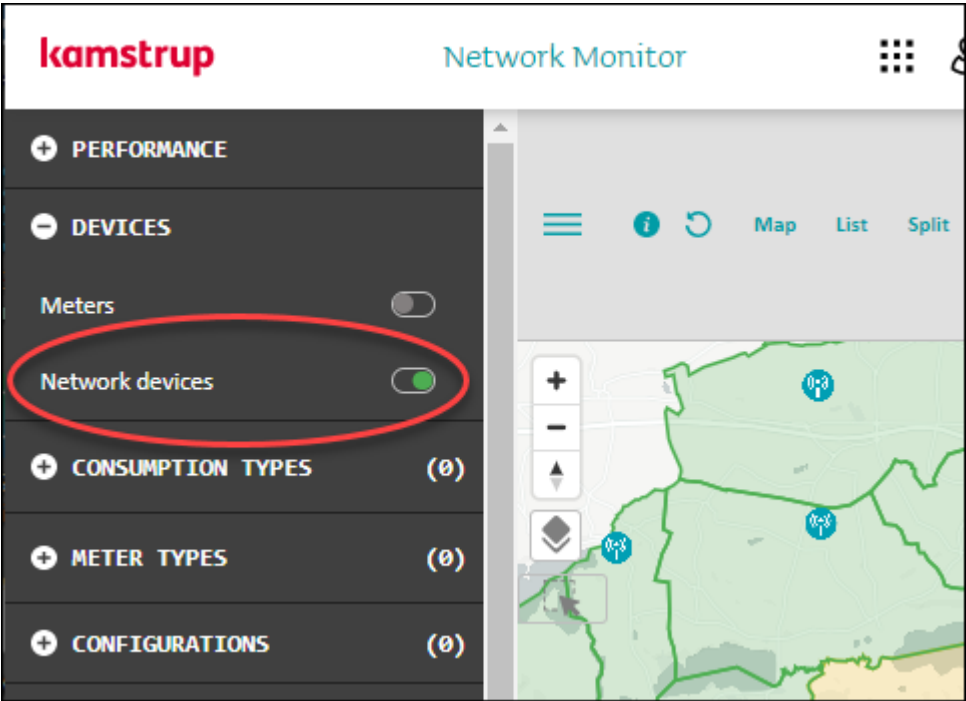 kamstrup
Network Monitor
PERFORMANCE
DEVICES
Meters
Network devices
CONSUMPTION TYPES (0)
METER TYPES (0)
CONFIGURATIONS (0)
Map List Split